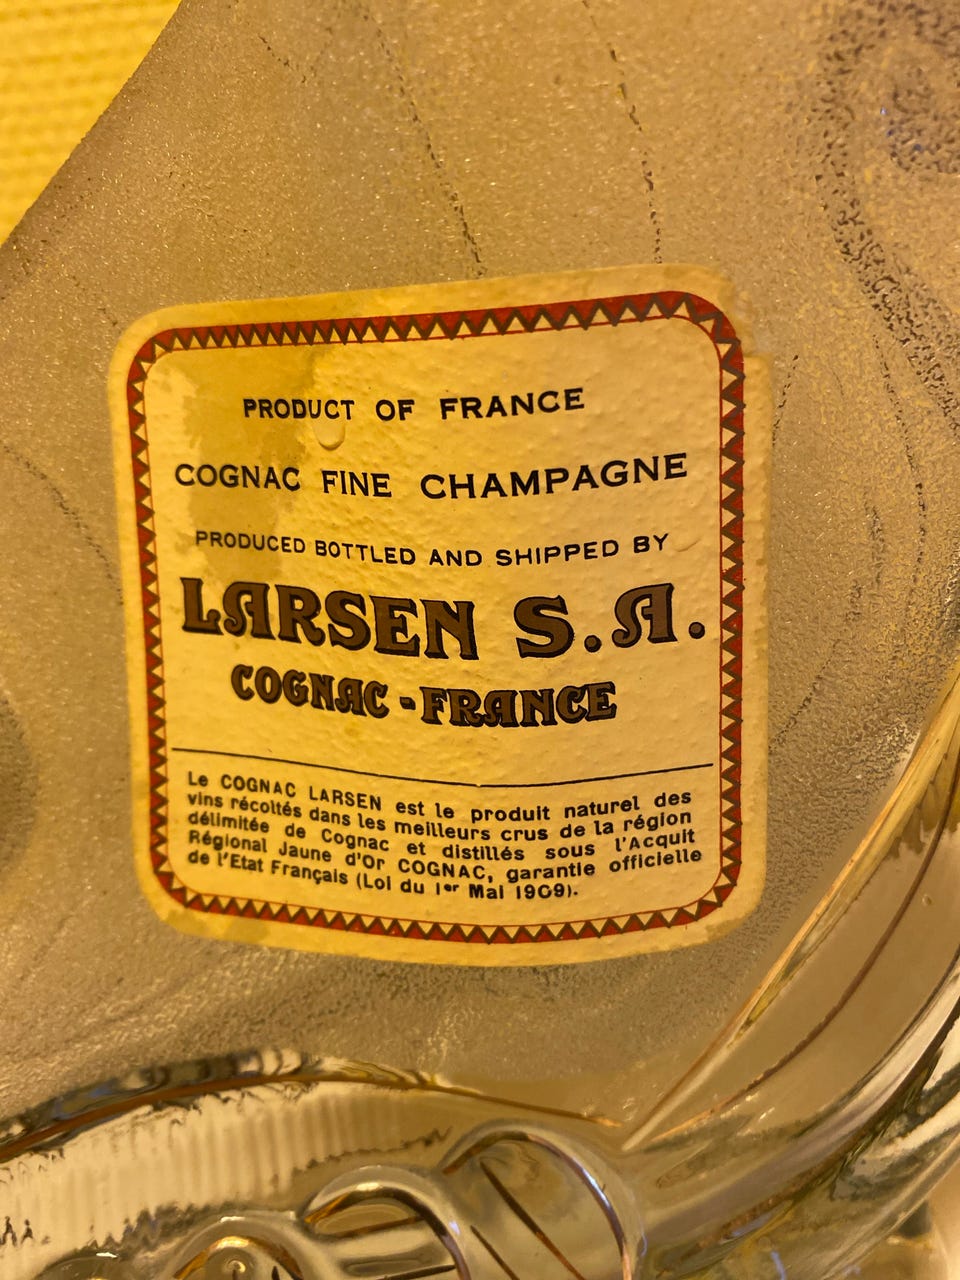 PRODUCT OF FRANCE
COGNAC FINE CHAMPAGNE
PRODUCED BOTTLED AND SHIPPED BY
LARSEN S.A.
COGNAC - FRANCE
Le COGNAC LARSEN est le produit naturel des
vins récoltés dans les meilleurs crus de la région
délimitée de Cognac et distillés sous l'Acquit
Régional Jaune d'Or COGNAC, garantie officielle
de l'Etat Français (Loi du 1er Mai 1909).